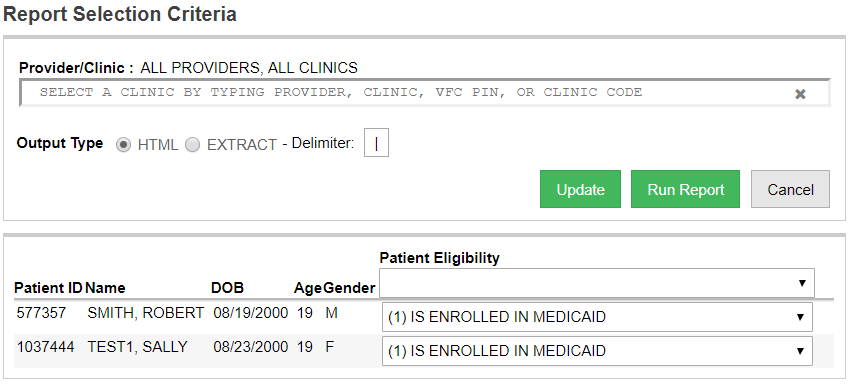 Report Selection Criteria
Provider/Clinic : ALL PROVIDERS, ALL CLINICS
SELECT A CLINIC BY TYPING PROVIDER, CLINIC, VFC PIN, OR CLINIC CODE ✖
Output Type HTML EXTRACT - Delimiter: |
Update Run Report Cancel
Patient Eligibility
Patient ID Name DOB Age Gender
577357 SMITH, ROBERT 08/19/2000 19 M (1) IS ENROLLED IN MEDICAID
1037444 TEST1, SALLY 08/23/2000 19 F (1) IS ENROLLED IN MEDICAID